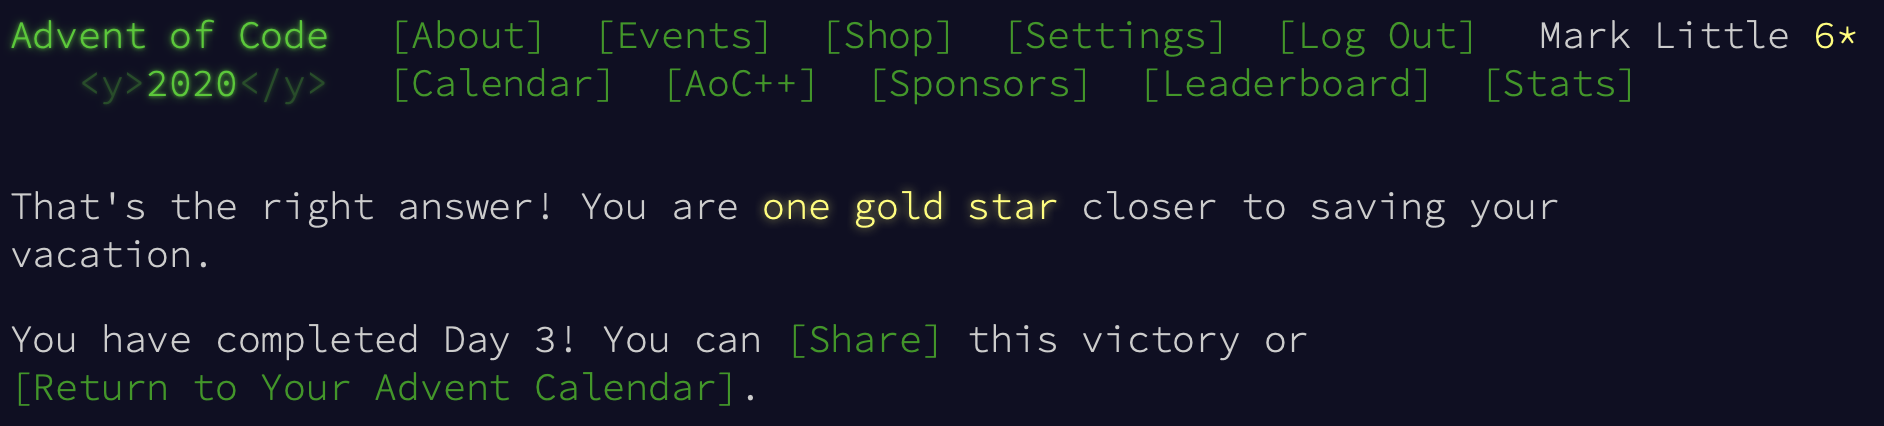 Advent of Code [About] [Events] [Shop] [Settings] [Log Out] Mark Little 6*
<y>2020</y> [Calendar] [AoC++] [Sponsors] [Leaderboard] [Stats]
That's the right answer! You are one gold star closer to saving your
vacation.
You have completed Day 3! You can [Share] this victory or
[Return to Your Advent Calendar].